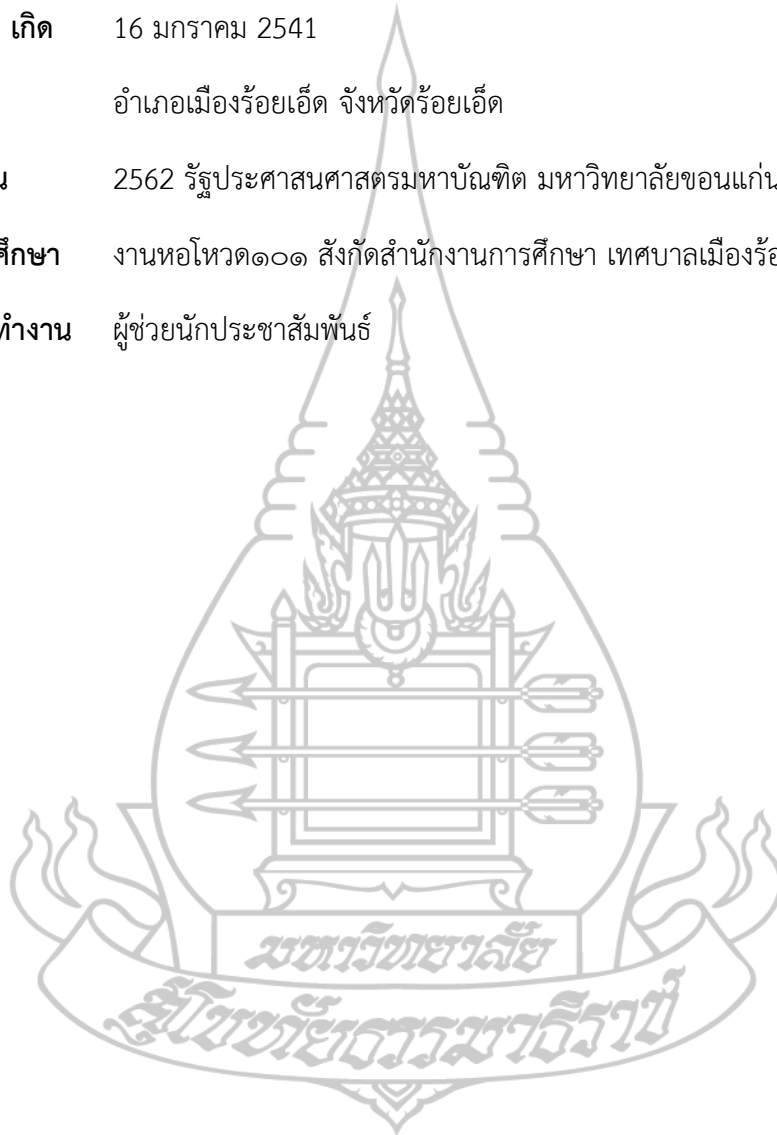 เกิด 16 มกราคม 2541
อำเภอเมืองร้อยเอ็ด จังหวัดร้อยเอ็ด
น 2562 รัฐประศาสนศาสตรมหาบัณฑิต มหาวิทยาลัยขอนแก่น
ศึกษา งานหอโหวด๑๐๑ สังกัดสำนักงานการศึกษา เทศบาลเมืองร้อ
ทำงาน ผู้ช่วยนักประชาสัมพันธ์
มหาวิทยาลัย
สุโขทัยธรรมาธิราช